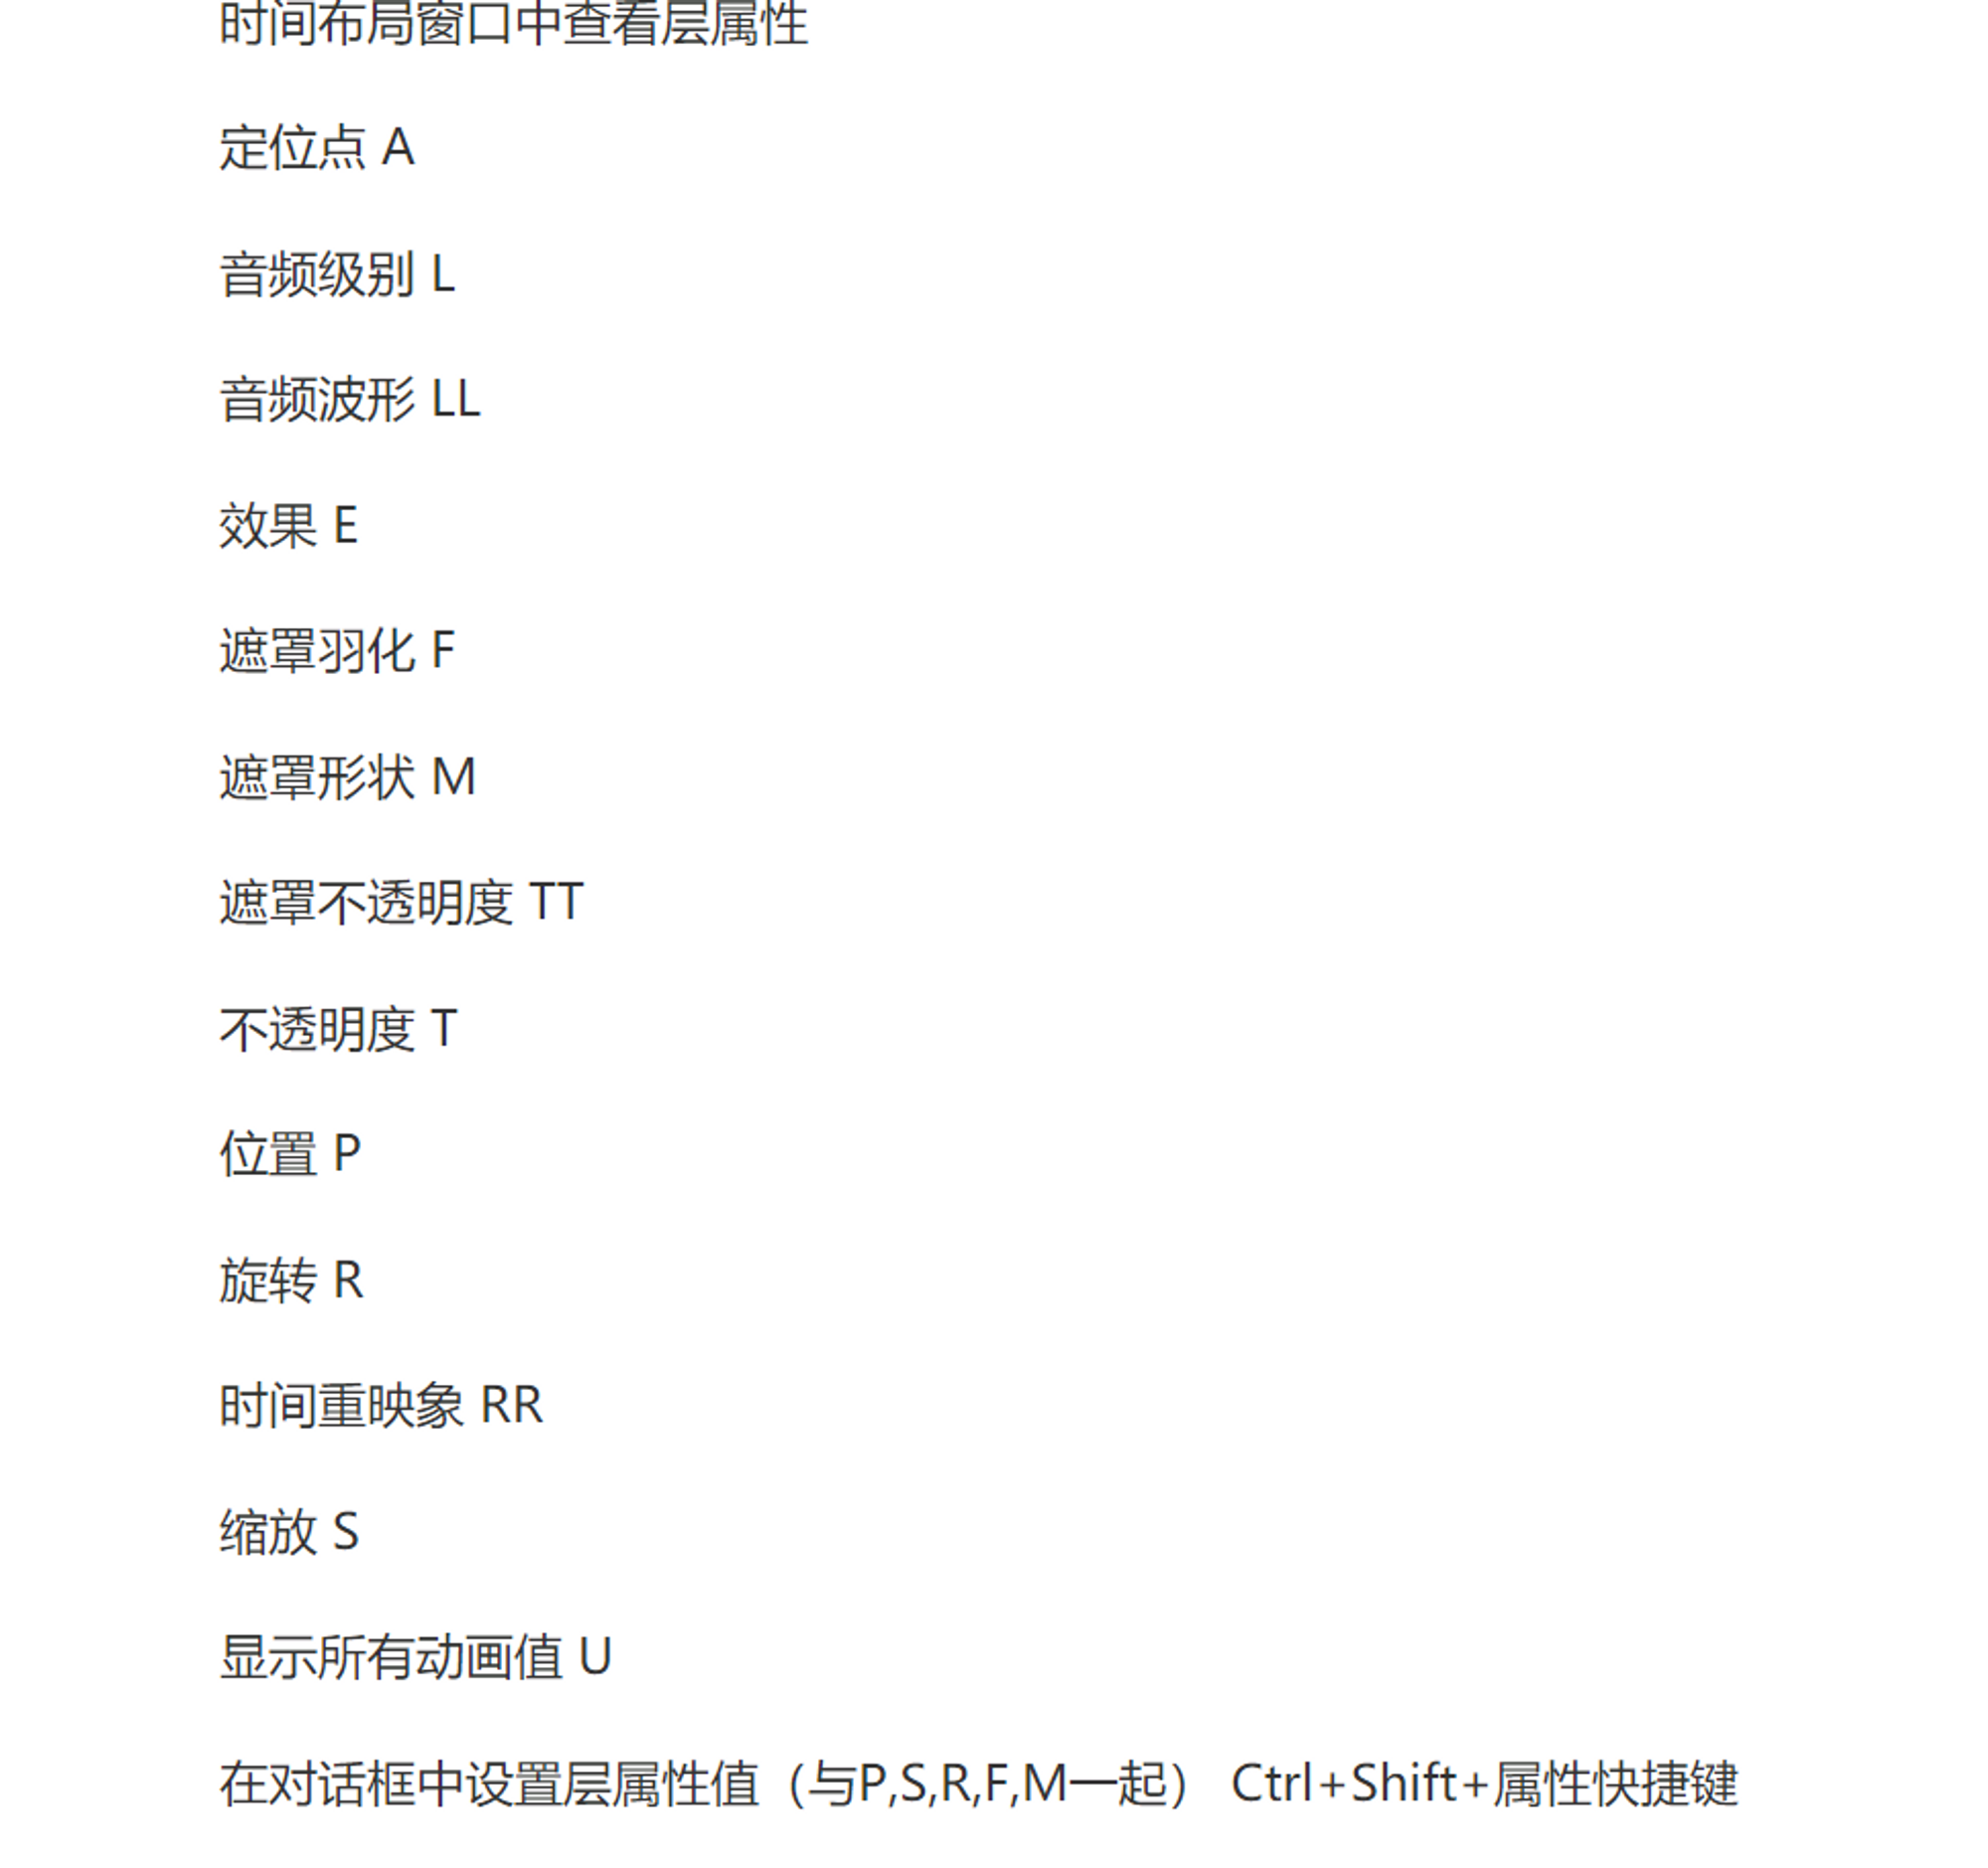 时间布局窗口中查看层属性
定位点 A
音频级别 L
音频波形 LL
效果 E
遮罩羽化 F
遮罩形状 M
遮罩不透明度 TT
不透明度 T
位置 P
旋转 R
时间重映象 RR
缩放 S
显示所有动画值 U
在对话框中设置层属性值（与P,S,R,F,M一起） Ctrl+Shift+属性快捷键